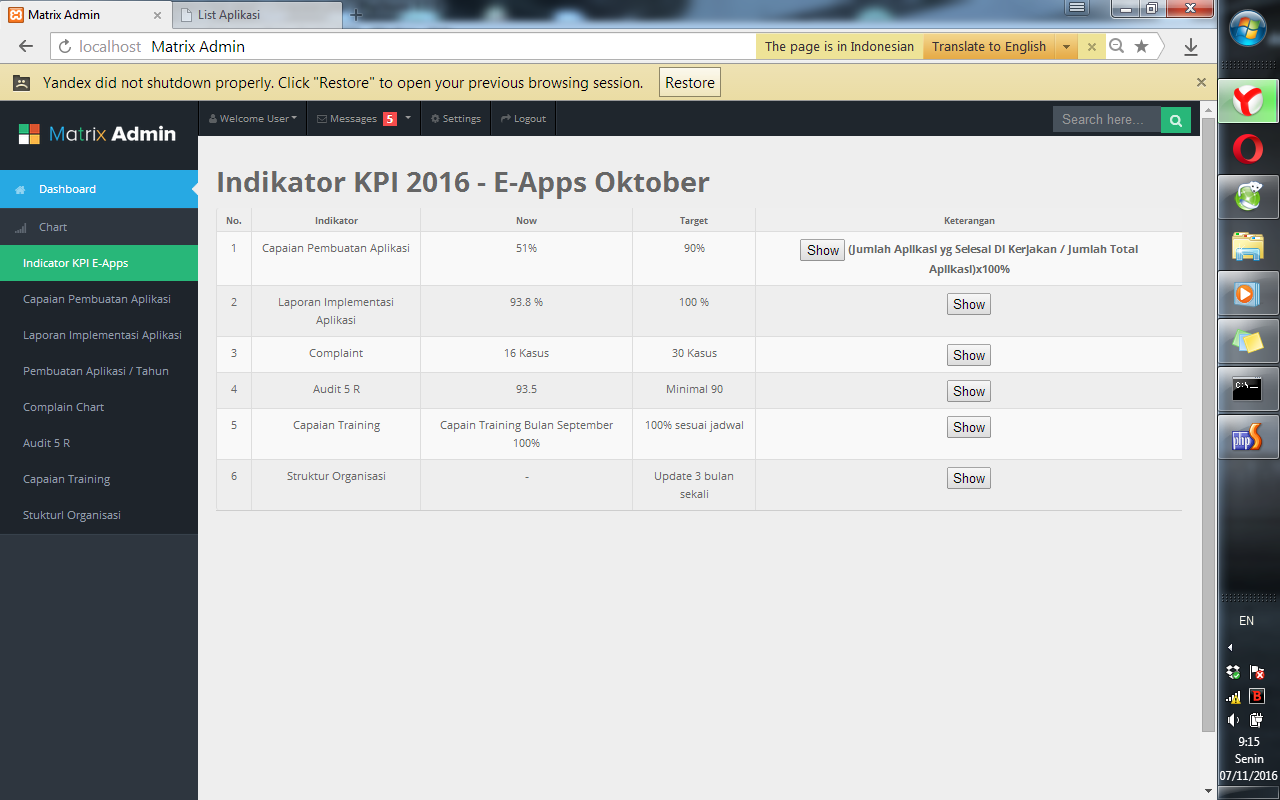 Matrix Admin
List Aplikasi
localhost Matrix Admin
The page is in Indonesian
Translate to English
Yandex did not shutdown properly. Click "Restore" to open your previous browsing session.
Restore
Matrix Admin
Welcome User
Messages 5
Settings
Logout
Search here...
Dashboard
Chart
Indicator KPI E-Apps
Capaian Pembuatan Aplikasi
Laporan Implementasi Aplikasi
Pembuatan Aplikasi / Tahun
Complain Chart
Audit 5 R
Capaian Training
Stukturl Organisasi
Indikator KPI 2016 - E-Apps Oktober
No. Indikator Now Target Keterangan
1 Capaian Pembuatan Aplikasi 51% 90% Show (Jumlah Aplikasi yg Selesai Di Kerjakan / Jumlah Total
Aplikasi)x100%
2 Laporan Implementasi 93.8 % 100 % Show
Aplikasi
3 Complaint 16 Kasus 30 Kasus Show
4 Audit 5 R 93.5 Minimal 90 Show
5 Capaian Training Capain Training Bulan September 100% sesuai jadwal Show
100%
6 Struktur Organisasi - Update 3 bulan Show
sekali
C:\
php
EN
B
9:15
Senin
07/11/2016